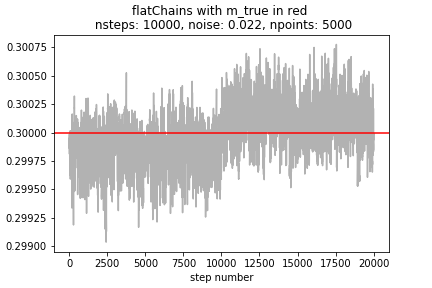 flatChains with m_true in red
nsteps: 10000, noise: 0.022, npoints: 5000
0.30075
0.30050
0.30025
0.30000
0.29975
0.29950
0.29925
0.29900
0 2500 5000 7500 10000 12500 15000 17500 20000
step number